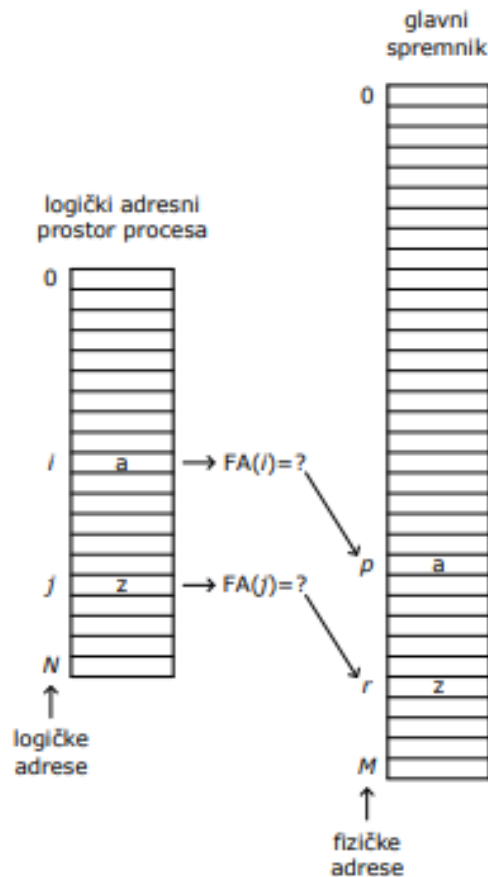 glavni
spremnik
0
logički adresni
prostor procesa
0
i a → FA(i)=?
p a
j z → FA(j)=?
N
r z
logičke
adrese
M
fizičke
adrese